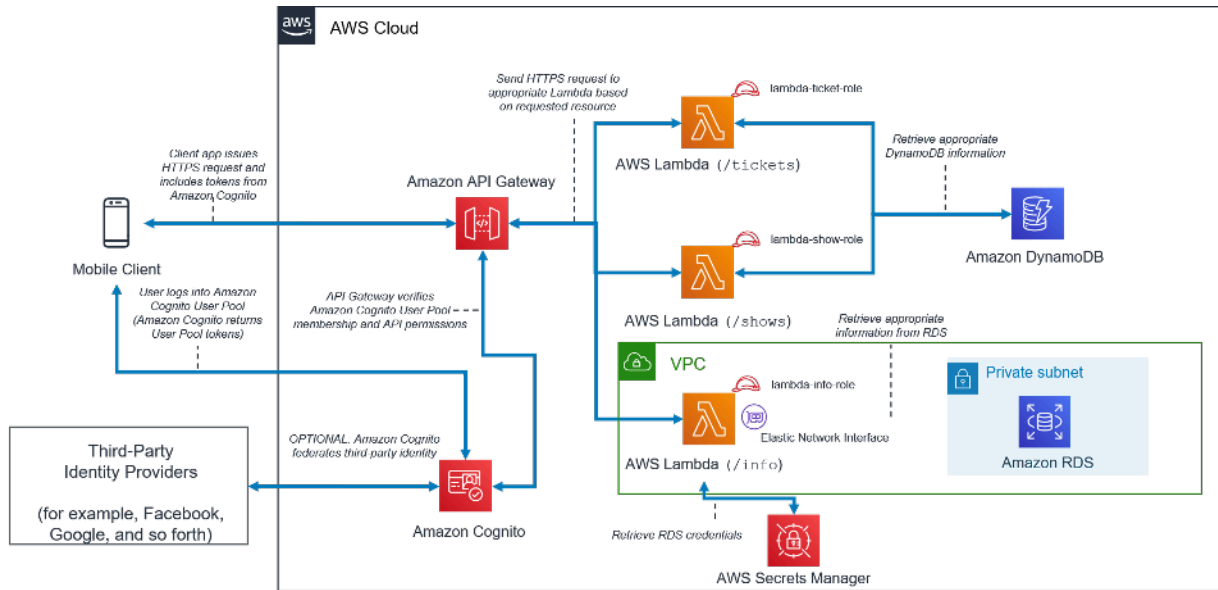 aws
AWS Cloud
Send HTTPS request to
appropriate Lambda based
on requested resource
lambda-ticket-role
AWS Lambda (/tickets)
Retrieve appropriate
DynamoDB information
Client app issues
HTTPS request and
includes tokens from
Amazon Cognito
Amazon API Gateway
Mobile Client
lambda-show-role
Amazon DynamoDB
User logs into Amazon
Cognito User Pool
(Amazon Cognito returns
User Pool tokens)
API Gateway verifies
Amazon Cognito User Pool
membership and API permissions
AWS Lambda (/shows)
Retrieve appropriate
information from RDS
VPC
lambda-info-role
Elastic Network Interface
AWS Lambda (/info)
Private subnet
Amazon RDS
Third-Party
Identity Providers
(for example, Facebook,
Google, and so forth)
OPTIONAL. Amazon Cognito
federates third-party identity
Amazon Cognito
Retrieve RDS credentials
AWS Secrets Manager